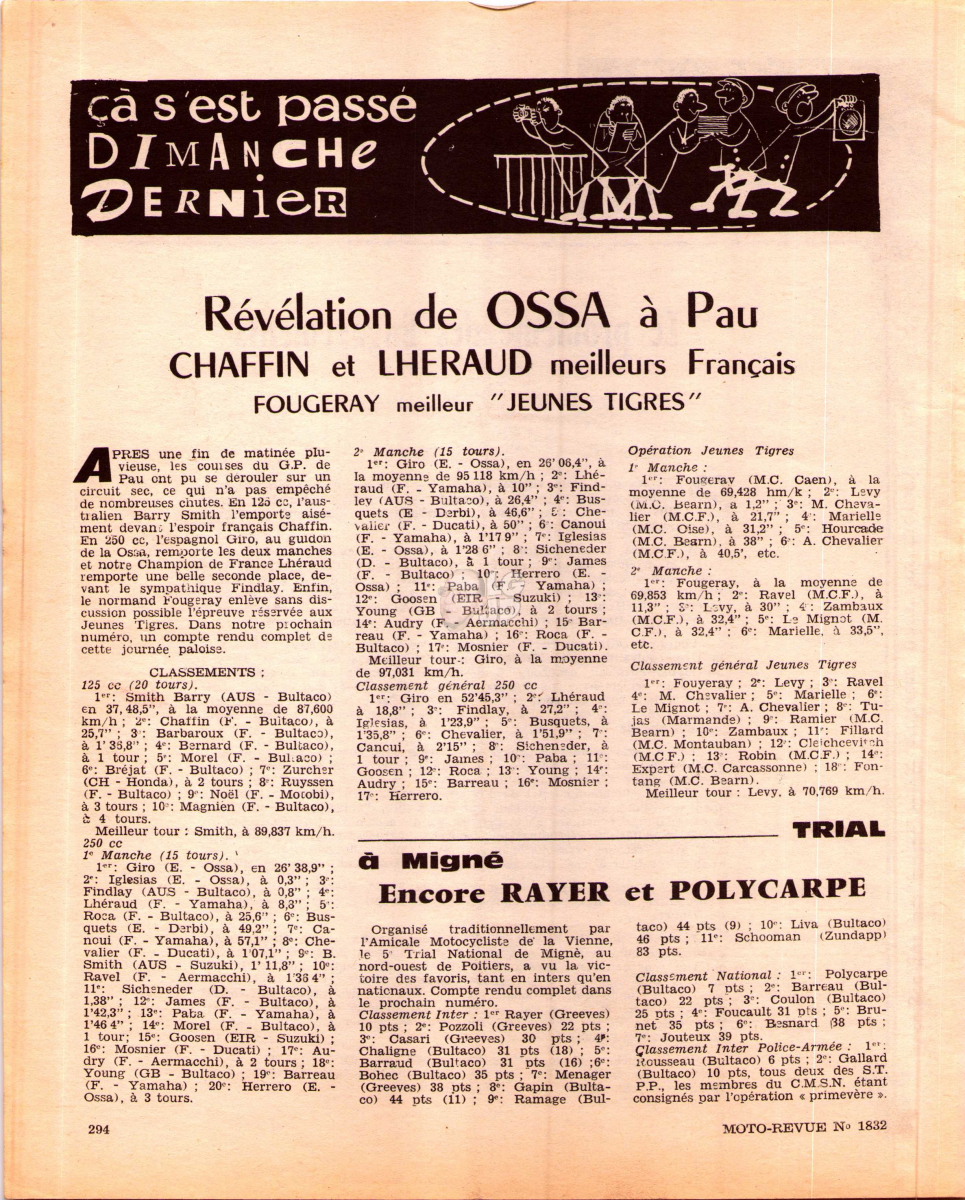 çà s'est passé
DIMANCHE
DERNIER
Révélation de OSSA à Pau
CHAFFIN et LHERAUD meilleurs Français
FOUGERAY meilleur "JEUNES TIGRES"
APRES une fin de matinée plu-
vieuse, les courses du G.P. de
Pau ont pu se derouler sur un
circuit sec, ce qui n'a pas empêché
de nombreuses chutes. En 125 cc, l'aus-
tralien Barry Smith l'emporte aisé-
ment devant l'espoir français Chaffin.
En 250 cc, l'espagnol Giro, au guidon
de la Ossa, remporte les deux manches
et notre Champion de France Lhéraud
remporte une belle seconde place, de-
vant le sympathique Findlay. Enfin,
le normand Fougeray enlève sans dis-
cussion possible l'épreuve réservée aux
Jeunes Tigres. Dans notre prochain
numéro, un compte rendu complet de
cette journée paloise.
CLASSEMENTS :
125 cc (20 tours).
1er: Smith Barry (AUS - Bultaco)
en 37,48,5", à la moyenne de 87,600
km/h ; 2e: Chaffin (F. - Bultaco), à
25,7" ; 3e: Barbaroux (F. - Bultaco),
à 1'36,8" ; 4e: Bernard (F. - Bultaco),
à 1 tour ; 5e: Morel (F. - Bultaco) ;
6e: Bréjat (F. - Bultaco) ; 7e: Zurcher
(CH - Honda), à 2 tours ; 8e: Ruyssen
(F. - Bultaco) ; 9e: Noël (F. - Motobi),
à 3 tours ; 10e: Magnien (F. - Bultaco),
à 4 tours.
Meilleur tour : Smith, à 89,837 km/h.
250 cc
1e Manche (15 tours).
1er: Giro (E. - Ossa), en 26' 38,9" ;
2e: Iglesias (E. - Ossa), à 0,3" ; 3e:
Findlay (AUS - Bultaco), à 0,8" ; 4e:
Lhéraud (F. - Yamaha), à 8,3" ; 5e:
Roca (F. - Bultaco), à 25,6" ; 6e: Bus-
quets (E. - Derbi), à 49,2" ; 7e: Ca-
noui (F. - Yamaha), à 57,1" ; 8e: Che-
valier (F. - Ducati), à 1'07,1" ; 9e: B.
Smith (AUS - Suzuki), 1' 11,8" ; 10e:
Ravel (F. - Aermacchi), à 1'36 4" ;
11e: Sicheneder (D. - Bultaco), à
1,38" ; 12e: James (F. - Bultaco), à
1'42,3" ; 13e: Paba (F. - Yamaha), à
1'46 4" ; 14e: Morel (F. - Bultaco), à
1 tour; 15e: Goosen (EIR - Suzuki) ;
16e: Mosnier (F. - Ducati) ; 17e: Au-
dry (F. - Aermacchi), à 2 tours ; 18e:
Young (GB - Bultaco) ; 19e: Barreau
(F. - Yamaha) ; 20e: Herrero (E. -
Ossa), à 3 tours.
2e Manche (15 tours).
1er: Giro (E. - Ossa), en 26' 06,4", à
la moyenne de 95 118 km/h ; 2e: Lhé-
raud (F. - Yamaha), à 10" ; 3e: Find-
ley (AUS - Bultaco), à 26,4" ; 4e: Bus-
quets (E - Derbi), à 46,6" ; 5e: Che-
valier (F. - Ducati), à 50" ; 6e: Canoui
(F. - Yamaha), à 1'17 9" ; 7e: Iglesias
(E. - Ossa), à 1'28 6" ; 8e: Sicheneder
(D. - Bultaco), à 1 tour ; 9e: James
(F. - Bultaco) ; 10e: Herrero (E. -
Ossa) ; 11e: Paba (F. - Yamaha) ;
12e: Goosen (EIR - Suzuki) ; 13e:
Young (GB - Bultaco), à 2 tours ;
14e: Audry (F. - Aermacchi) ; 15e Bar-
reau (F. - Yamaha) ; 16e: Roca (F. -
Bultaco) ; 17e: Mosnier (F. - Ducati).
Meilleur tour : Giro, à la moyenne
de 97,031 km/h.
Classement général 250 cc
1er: Giro en 52'45,3" ; 2e: Lhéraud
à 18,8" ; 3e: Findlay, à 27,2" ; 4e:
Iglesias, à 1'23,9" ; 5e: Busquets, à
1'35,8" ; 6e: Chevalier, à 1'51,9" ; 7e:
Canoui, à 2'15" ; 8e: Sicheneder, à
1 tour ; 9e: James ; 10e: Paba ; 11e:
Goosen ; 12e: Roca ; 13e: Young ; 14e:
Audry ; 15e: Barreau ; 16e: Mosnier ;
17e: Herrero.
Opération Jeunes Tigres
1e Manche :
1er: Fougeray (M.C. Caen), à la
moyenne de 69,428 hm/k ; 2e: Levy
(M.C. Bearn), à 1,2" ; 3e: M. Cheva-
lier (M.C.F.), à 21,7" ; 4e: Marielle
(M.C. Oise), à 31,2" ; 5e: Hourcade
(M.C. Bearn), à 38" ; 6e: A. Chevalier
(M.C.F.), à 40,5', etc.
2e Manche :
1er: Fougeray, à la moyenne de
69,853 km/h ; 2e: Ravel (M.C.F.), à
11,3" ; 3e: Levy, à 30" ; 4e: Zambaux
(M.C.F.), à 32,4" ; 5e: Le Mignot (M.
C.F.), à 32,4" ; 6e: Marielle, à 33,5",
etc.
Classement général Jeunes Tigres
1er: Fouyeray ; 2e: Levy ; 3e: Ravel
4e: M. Chevalier ; 5e: Marielle ; 6e:
Le Mignot ; 7e: A. Chevalier ; 8e: Tu-
jas (Marmande) ; 9e: Ramier (M.C.
Bearn) ; 10e: Zambaux ; 11e: Fillard
(M.C. Montauban) ; 12e: Cleichcevitch
(M.C F.) ; 13e: Robin (M.C.F.) ; 14e:
Expert (M.C. Carcassonne) ; 18e: Fon-
tang (M.C. Bearn).
Meilleur tour : Levy, à 70,769 km/h.
TRIAL
à Migné
Encore RAYER et POLYCARPE
Organisé traditionnellement par
l'Amicale Motocycliste de la Vienne,
le 5e Trial National de Migné, au
nord-ouest de Poitiers, a vu la vic-
toire des favoris, tant en inters qu'en
nationaux. Compte rendu complet dans
le prochain numéro.
Classement Inter : 1er Rayer (Greeves)
10 pts ; 2e: Pozzoli (Greeves) 22 pts ;
3e: Casari (Greeves) 30 pts ; 4e:
Chaligne (Bultaco) 31 pts (18) ; 5e:
Barraud (Bultaco) 31 pts (16 ;6e:
Bohec (Bultaco) 35 pts ; 7e: Menager
(Greeves) 38 pts ; 8e: Gapin (Bulta-
co) 44 pts (11) ; 9e: Ramage (Bul-
taco) 44 pts (9) ; 10e: Liva (Bultaco)
46 pts ; 11e: Schooman (Zundapp)
83 pts.
Classement National : 1er: Polycarpe
(Bultaco) 7 pts ; 2e: Barreau (Bul-
taco) 22 pts ; 3e: Coulon (Bultaco)
25 pts ; 4e: Foucault 31 pts ; 5e: Bru-
net 35 pts ; 6e: Besnard (38 pts ;
7e: Jouteux 39 pts.
Classement Inter Police-Armée : 1er:
Rousseau (Bultaco) 6 pts ; 2e: Gallard
(Bultaco) 10 pts, tous deux des S.T.
P.P., les membres du C.M.S.N. étant
consignés par l'opération « primevère ».
294
MOTO-REVUE No 1832